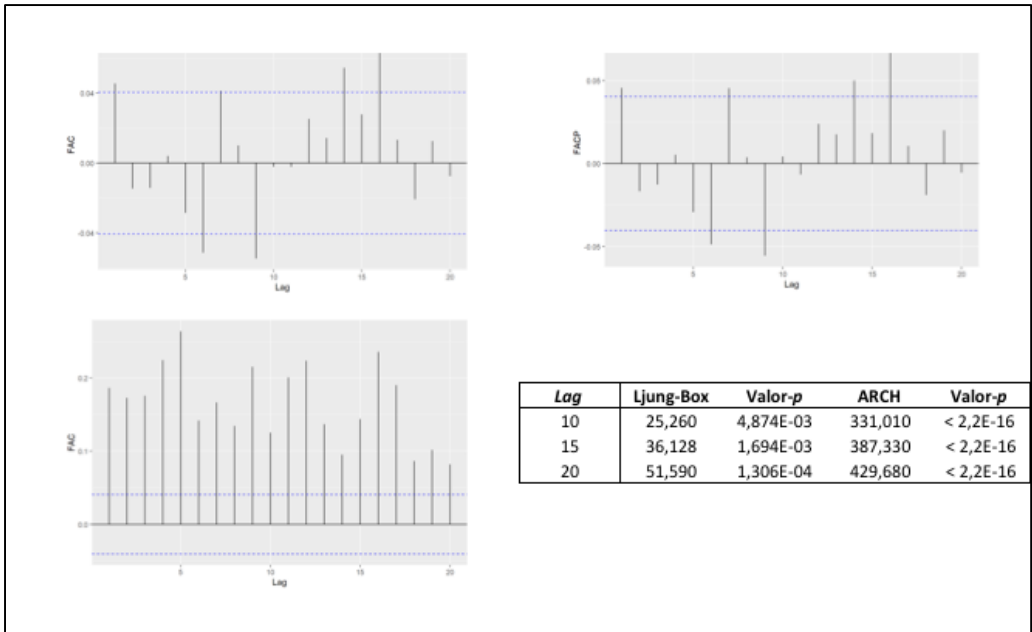 FAC
0.04
0.00
-0.04
5 10 15 20
Lag
FACP
0.05
0.00
-0.05
5 10 15 20
Lag
FAC
0.2
0.1
0.0
5 10 15 20
Lag
Lag Ljung-Box Valor-p ARCH Valor-p
10 25,260 4,874E-03 331,010 < 2,2E-16
15 36,128 1,694E-03 387,330 < 2,2E-16
20 51,590 1,306E-04 429,680 < 2,2E-16